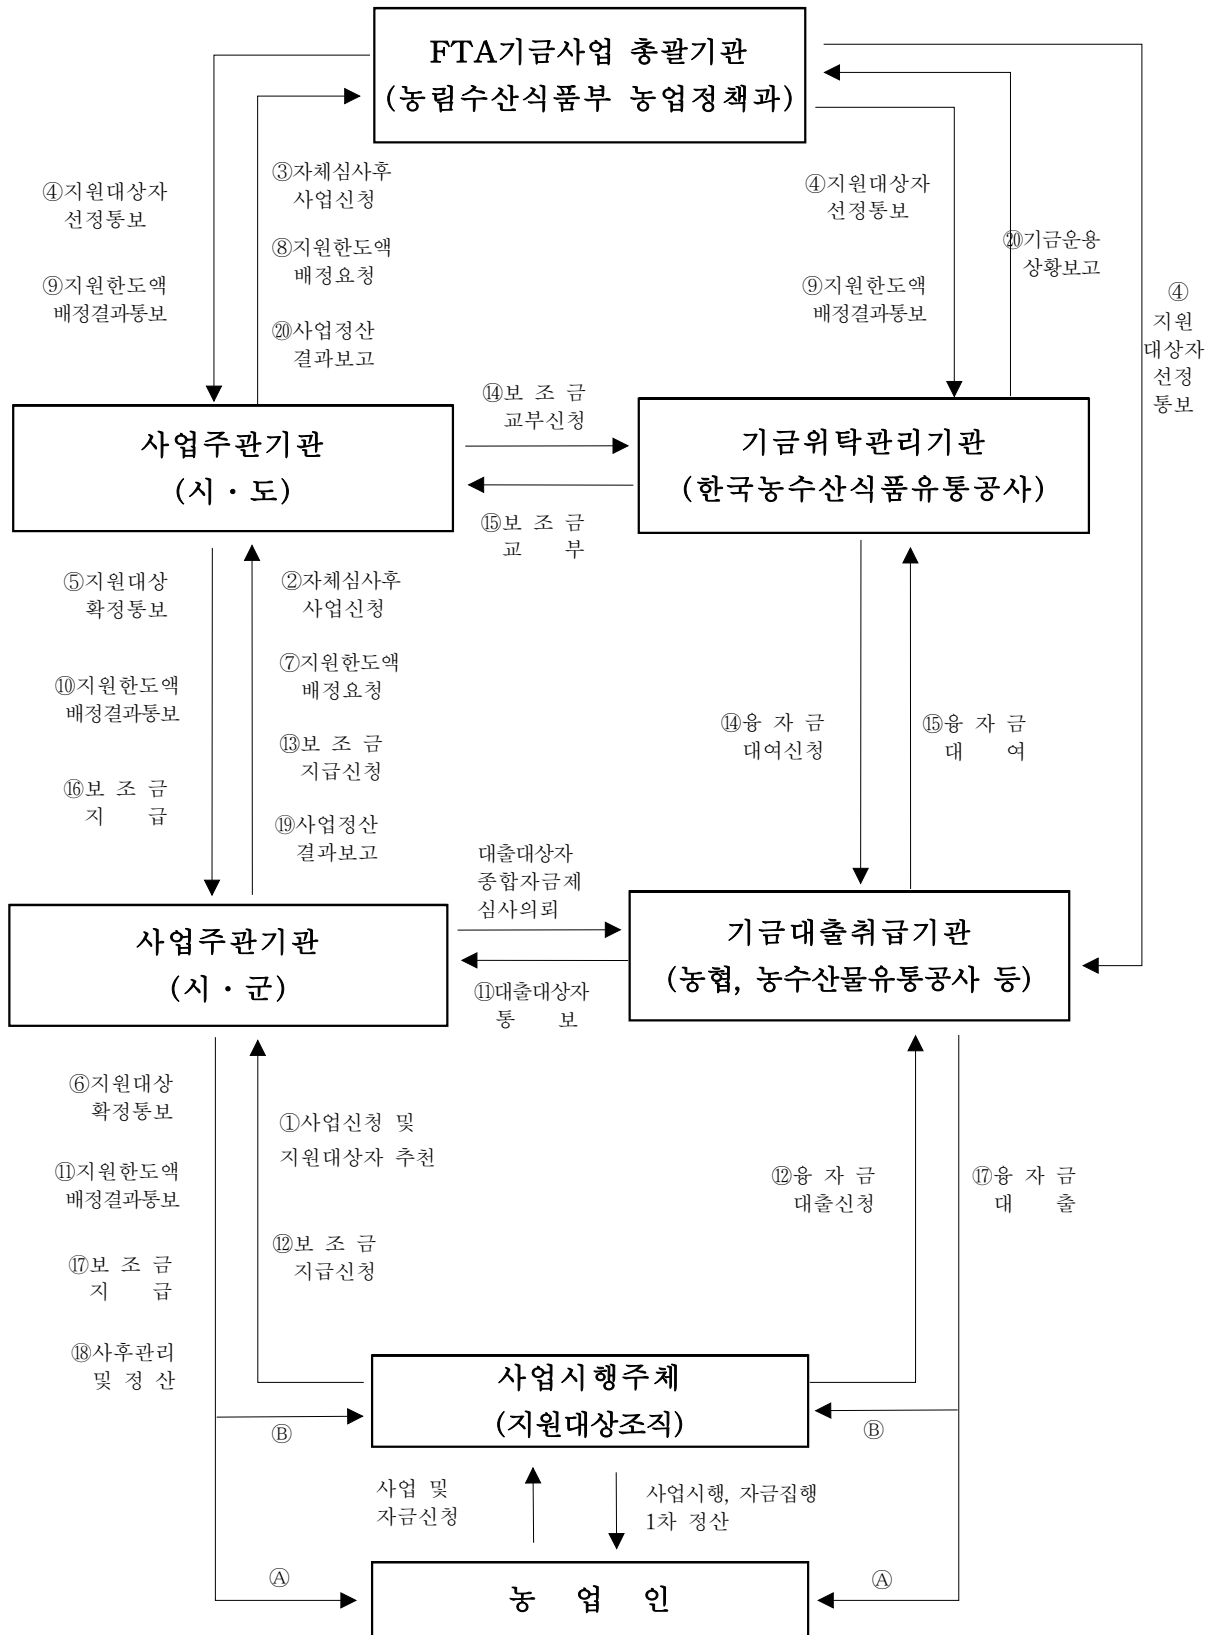 FTA기금사업 총괄기관
(농림수산식품부 농업정책과)
④지원대상자
선정통보
⑨지원한도액
배정결과통보
③자체심사후
사업신청
⑧지원한도액
배정요청
⑳사업정산
결과보고
④지원대상자
선정통보
⑨지원한도액
배정결과통보
⑳기금운용
상황보고
④
지원
대상자
선정
통보
사업주관기관
(시 · 도)
⑭보 조 금
교부신청
⑮보 조 금
교 부
기금위탁관리기관
(한국농수산식품유통공사)
⑤지원대상
확정통보
⑩지원한도액
배정결과통보
⑯보 조 금
지 급
②자체심사후
사업신청
⑦지원한도액
배정요청
⑬보 조 금
지급신청
⑲사업정산
결과보고
⑭융 자 금
대여신청
⑮융 자 금
대 여
사업주관기관
(시 · 군)
대출대상자
종합자금제
심사의뢰
⑪대출대상자
통 보
기금대출취급기관
(농협, 농수산물유통공사 등)
⑥지원대상
확정통보
⑪지원한도액
배정결과통보
⑰보 조 금
지 급
⑱사후관리
및 정 산
①사업신청 및
지원대상자 추천
⑫보 조 금
지급신청
⑫융 자 금
대출신청
⑰융 자 금
대 출
사업시행주체
(지원대상조직)
Ⓑ
Ⓑ
사업 및
자금신청
사업시행, 자금집행
1차 정산
Ⓐ
농 업 인
Ⓐ